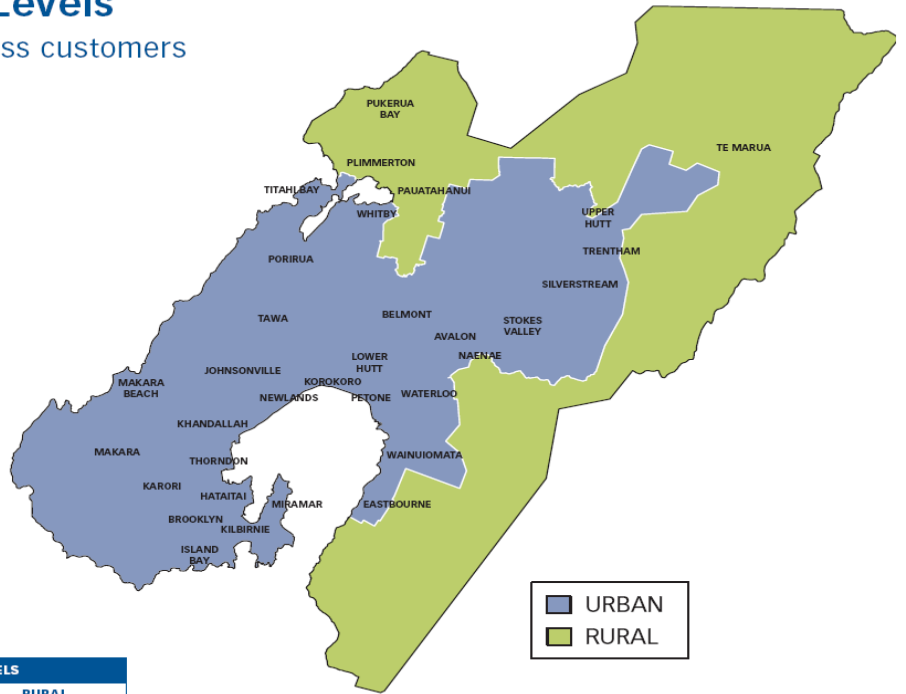 Levels
ss customers
PUKERUA
BAY
TE MARUA
PLIMMERTON
TITAHI BAY
PAUATAHANUI
WHITBY
UPPER
HUTT
TRENTHAM
PORIRUA
SILVERSTREAM
BELMONT
TAWA
STOKES
VALLEY
AVALON
NAENAE
LOWER
HUTT
JOHNSONVILLE
KOROKORO
MAKARA
BEACH
NEWLANDS
PETONE
WATERLOO
KHANDALLAH
MAKARA
THORNDON
WAINUIOMATA
KARORI
HATAITAI
MIRAMAR
EASTBOURNE
BROOKLYN
KILBIRNIE
ISLAND
BAY
URBAN
RURAL
ELS
RURAL